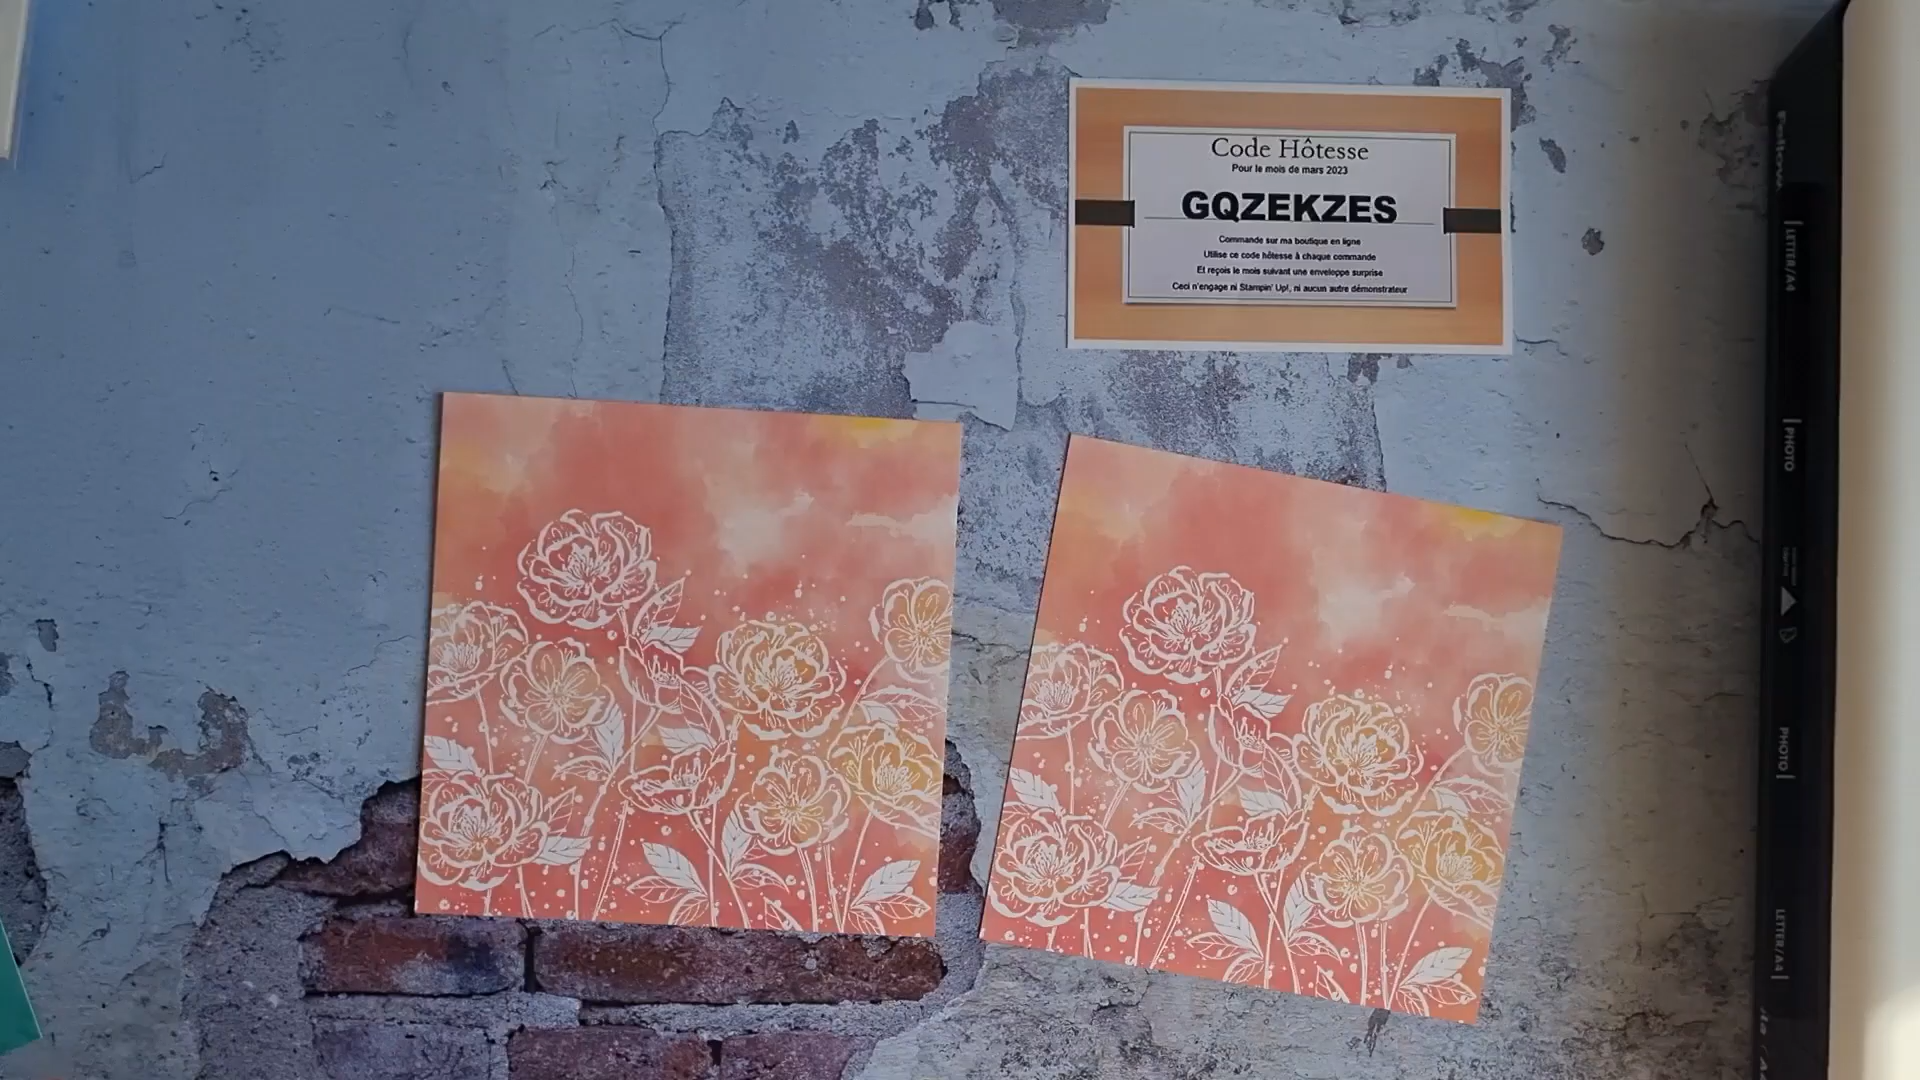 Code Hôtesse
Pour le mois de mars 2023
GQZEKZES
Commande sur ma boutique en ligne
Utilise ce code hôtesse à chaque commande
Et reçois le mois suivant une enveloppe surprise
Ceci n'engage ni Stampin' Up!, ni aucun autre démonstrateur
Fellowes
LETTER/A4
PHOTO
PHOTO
LETTER/A4